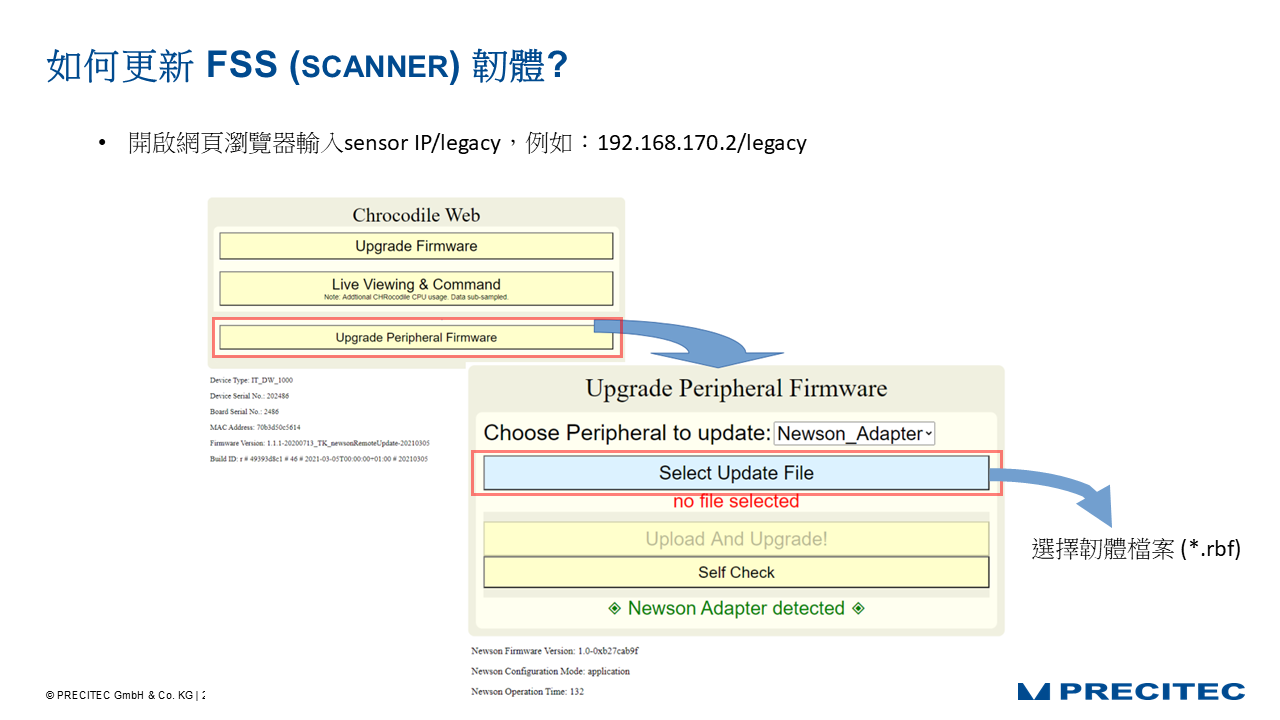 如何更新 FSS (SCANNER) 韌體?
• 開啟網頁瀏覽器輸入sensor IP/legacy，例如：192.168.170.2/legacy
Chrocodile Web
Upgrade Firmware
Live Viewing & Command
Note: Addtional CHRocodile CPU usage. Data sub-sampled.
Upgrade Peripheral Firmware
Device Type: IT_DW_1000
Device Serial No.: 202486
Board Serial No.: 2486
MAC Address: 70b3d50c5614
Firmware Version: 1.1.1-20200713_TK_newsonRemoteUpdate-20210305
Build ID: r # 49393d8c1 # 46 # 2021-03-05T00:00:00+01:00 # 20210305
Upgrade Peripheral Firmware
Choose Peripheral to update: Newson_Adapter
Select Update File
no file selected
Upload And Upgrade!
Self Check
◈ Newson Adapter detected ◈
選擇韌體檔案 (*.rbf)
Newson Firmware Version: 1.0-0xb27cab9f
Newson Configuration Mode: application
Newson Operation Time: 132
© PRECITEC GmbH & Co. KG |
PRECITEC